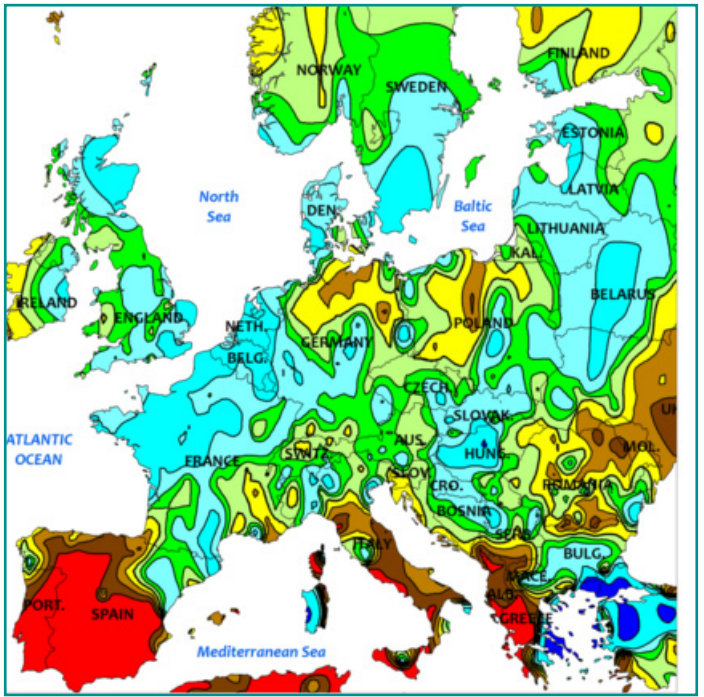 FINLAND
NORWAY
SWEDEN
ESTONIA
North
Sea
LATVIA
DEN.
Baltic
Sea
LITHUANIA
KAL.
IRELAND
BELARUS
ENGLAND
NETH.
POLAND
GERMANY
BELG.
CZECH.
SLOVAK.
ATLANTIC
OCEAN
AUS.
HUNG.
MOL.
FRANCE
SWITZ.
SLOV.
CRO.
ROMANIA
BOSNIA
SERB.
ITALY
BULG.
MACE.
PORT.
SPAIN
ALB.
GREECE
Mediterranean Sea